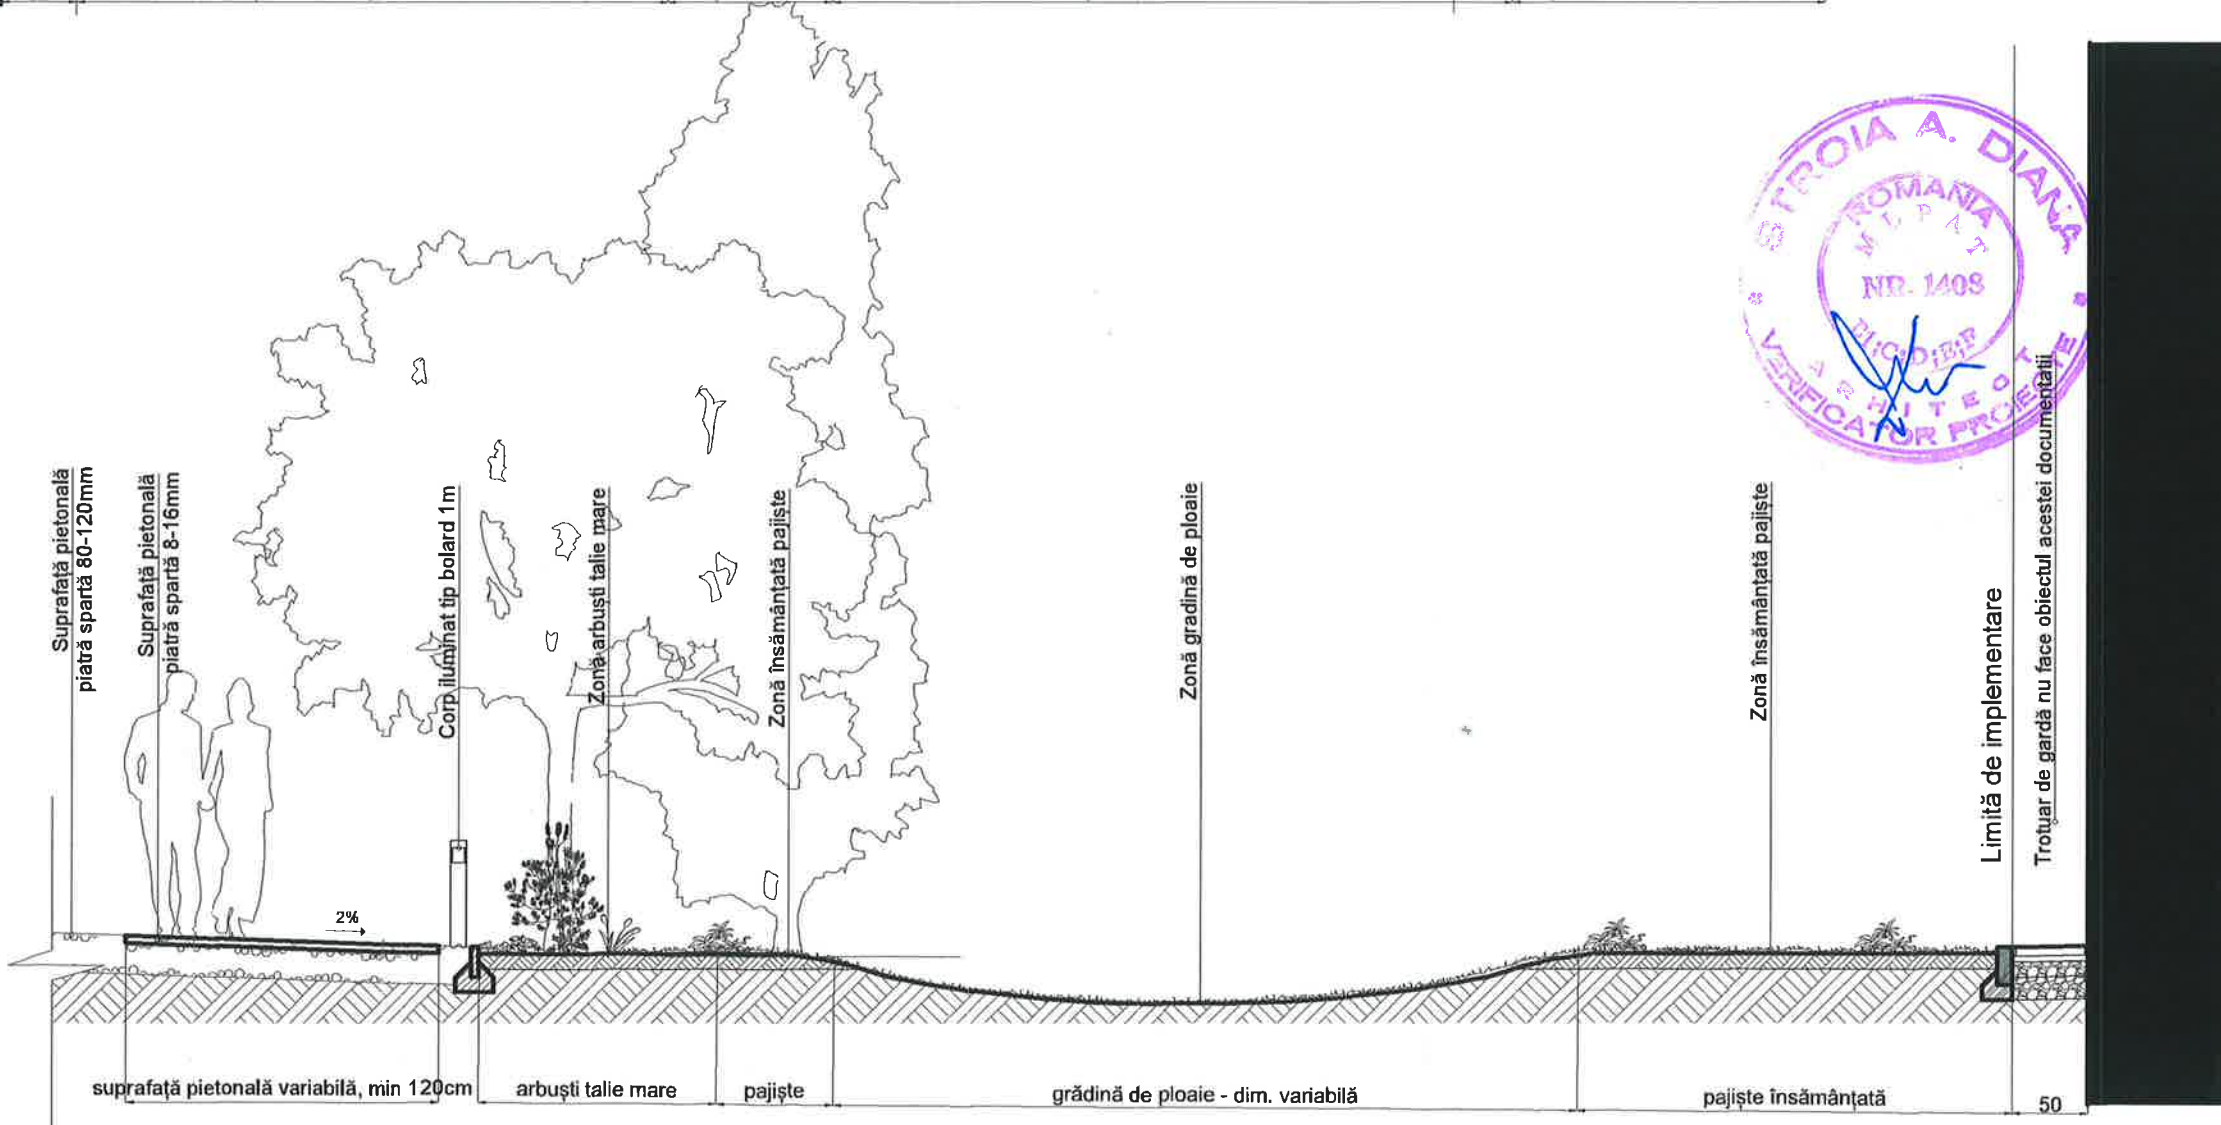 STROIA A. DIANA
ROMANIA
M L P A T
NR. 1408
ARHITECT
VERIFICATOR PROIECTE
Suprafață pietonală
piatră spartă 80-120mm
Suprafață pietonală
piatră spartă 8-16mm
Corp iluminat tip bolard 1m
Zonă arbuști talie mare
Zonă însămânțată pajiște
Zonă gradină de ploaie
Zonă însămânțată pajiște
Limită de implementare
Trotuar de gardă nu face obiectul acestei documentații
2%
suprafață pietonală variabilă, min 120cm
arbuști talie mare
pajiște
grădină de ploaie - dim. variabilă
pajiște însămânțată
50